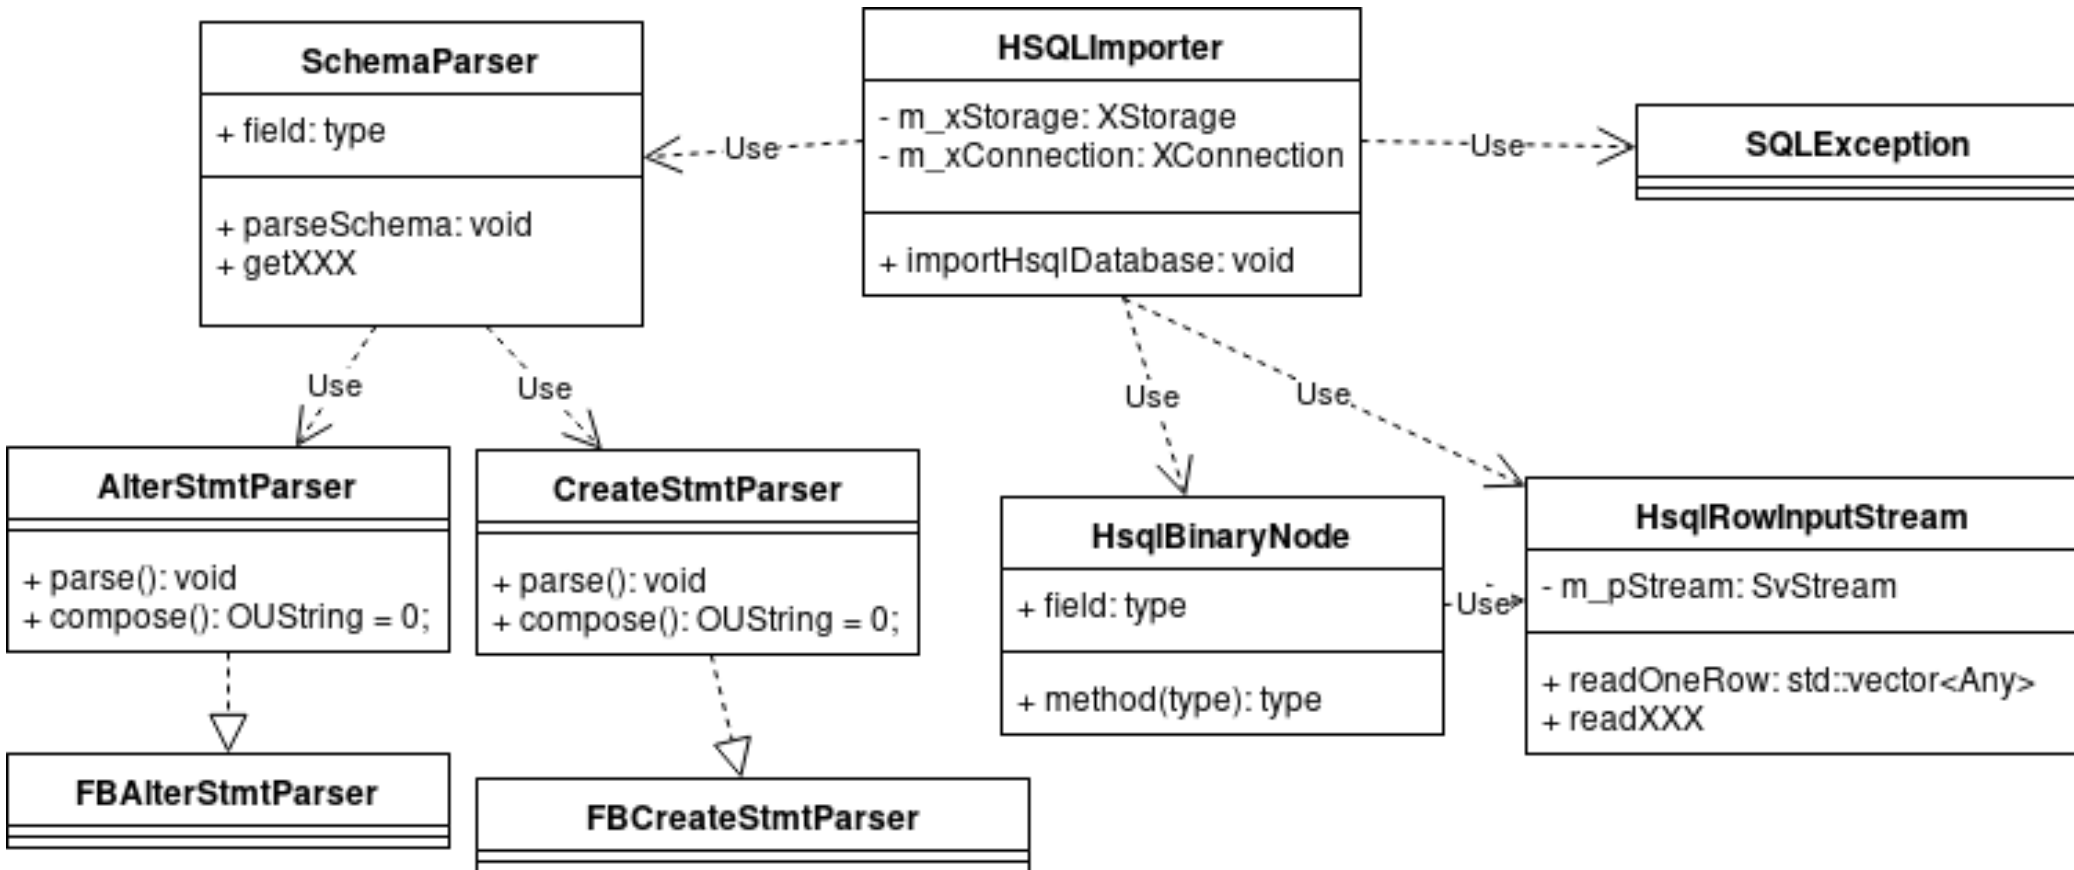 SchemaParser
+ field: type
+ parseSchema: void
+ getXXX
HSQLImporter
- m_xStorage: XStorage
- m_xConnection: XConnection
+ importHsqlDatabase: void
SQLException
Use
Use
Use
Use
Use
Use
AlterStmtParser
+ parse(): void
+ compose(): OUString = 0;
CreateStmtParser
+ parse(): void
+ compose(): OUString = 0;
HsqlBinaryNode
+ field: type
+ method(type): type
Use
HsqlRowInputStream
- m_pStream: SvStream
+ readOneRow: std::vector<Any>
+ readXXX
FBAlterStmtParser
FBCreateStmtParser